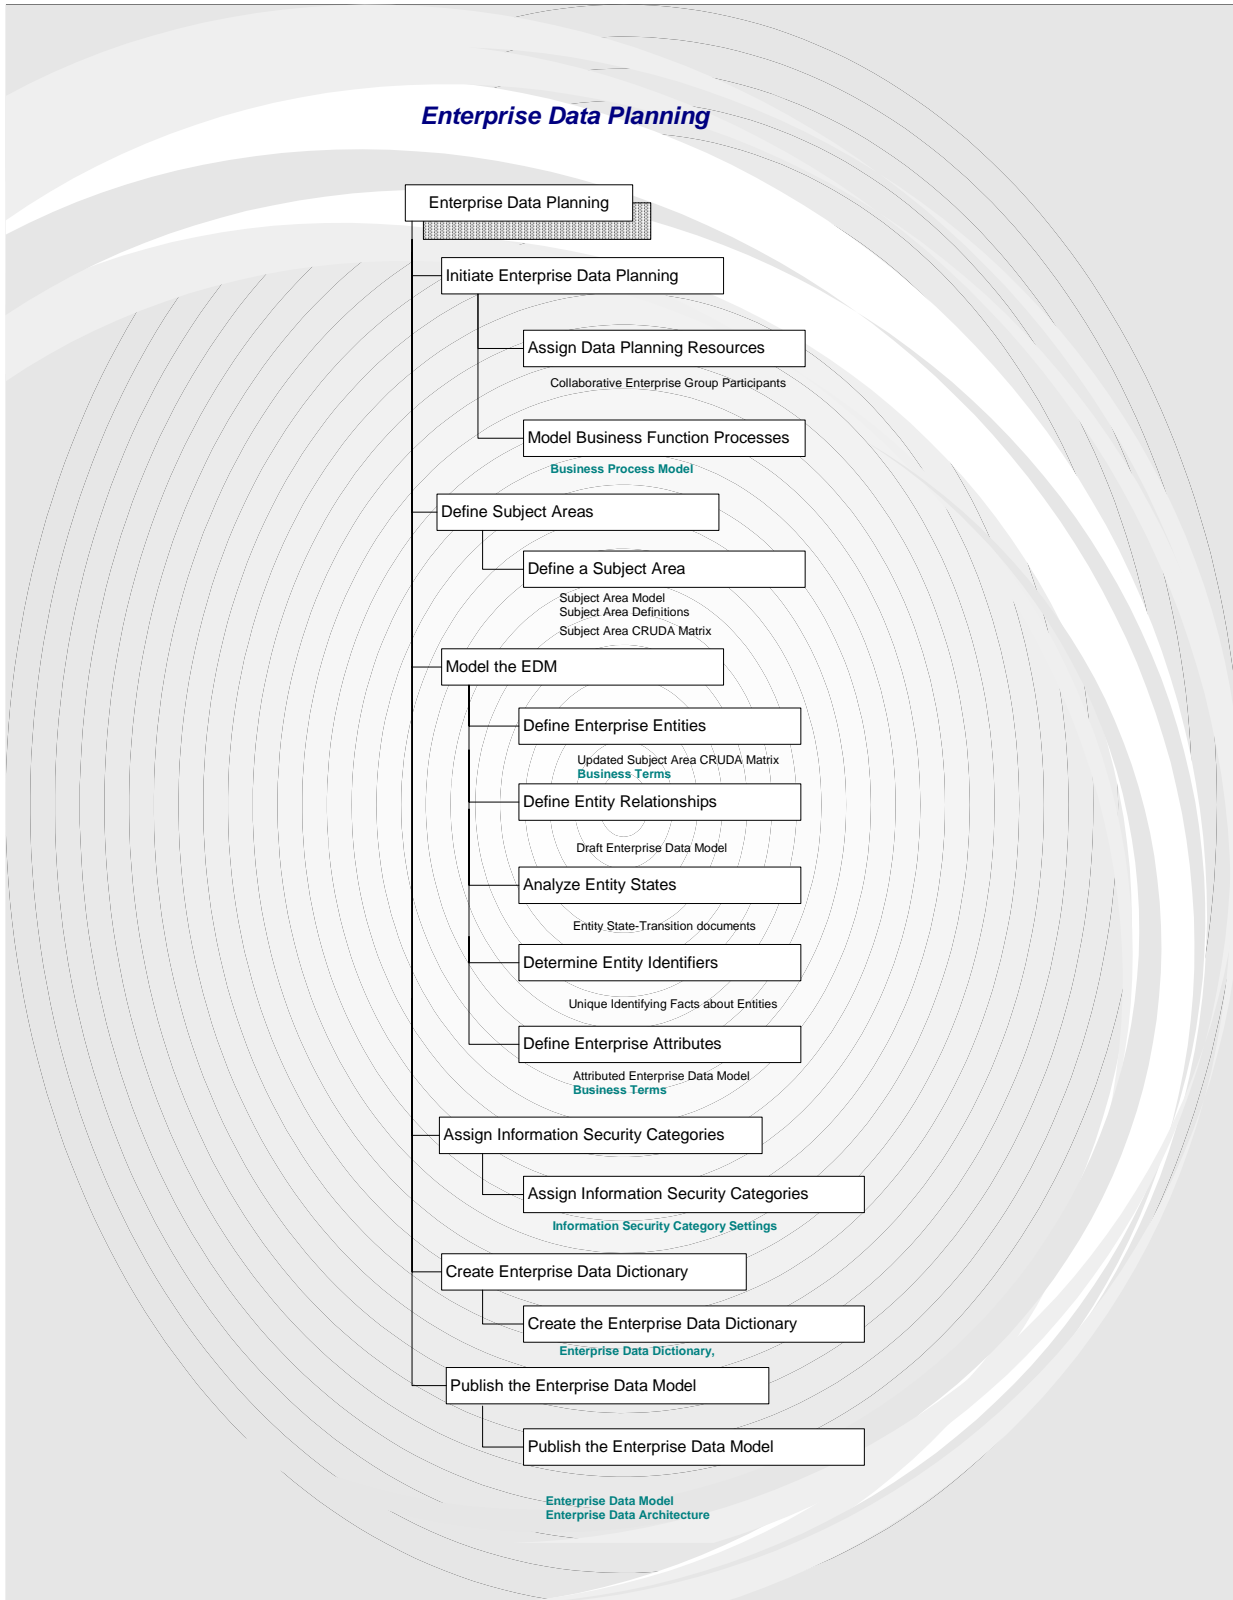 Enterprise Data Planning
Enterprise Data Planning
Initiate Enterprise Data Planning
Assign Data Planning Resources
Collaborative Enterprise Group Participants
Model Business Function Processes
Business Process Model
Define Subject Areas
Define a Subject Area
Subject Area Model
Subject Area Definitions
Subject Area CRUDA Matrix
Model the EDM
Define Enterprise Entities
Updated Subject Area CRUDA Matrix
Business Terms
Define Entity Relationships
Draft Enterprise Data Model
Analyze Entity States
Entity State-Transition documents
Determine Entity Identifiers
Unique Identifying Facts about Entities
Define Enterprise Attributes
Attributed Enterprise Data Model
Business Terms
Assign Information Security Categories
Assign Information Security Categories
Information Security Category Settings
Create Enterprise Data Dictionary
Create the Enterprise Data Dictionary
Enterprise Data Dictionary,
Publish the Enterprise Data Model
Publish the Enterprise Data Model
Enterprise Data Model
Enterprise Data Architecture